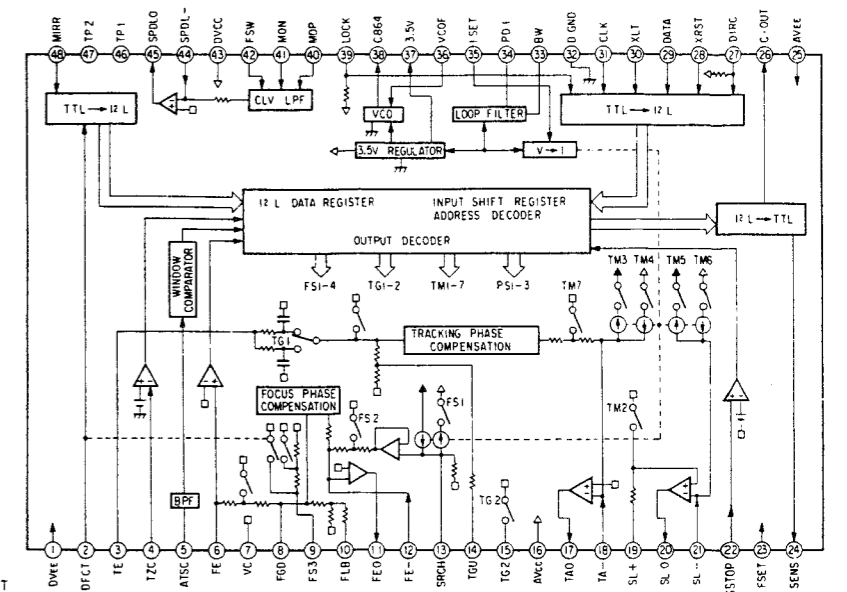 MIRR
TP2
TP1
SPDLO
SPDL-
DVCC
FSW
MON
MDP
LOCK
C864
3.5V
VCOF
ISET
PD1
BW
D GND
CLK
XLT
DATA
XRST
DIRC
C-OUT
AVEE
48
47
46
45
44
43
42
41
40
39
38
37
36
35
34
33
32
31
30
29
28
27
26
25
TTL → I2L
CLV LPF
VCO
LOOP FILTER
3.5V REGULATOR
V → I
TTL → I2L
I2L DATA REGISTER
INPUT SHIFT REGISTER
ADDRESS DECODER
OUTPUT DECODER
I2L → TTL
WINDOW COMPARATOR
FS1-4
TG1-2
TM1-7
PS1-3
TM7
TM3
TM4
TM5
TM6
TG1
TRACKING PHASE
COMPENSATION
FOCUS PHASE
COMPENSATION
FS2
FS1
TM2
BPF
TG2
1
2
3
4
5
6
7
8
9
10
11
12
13
14
15
16
17
18
19
20
21
22
23
24
DVEE
DFCT
TE
TZC
ATSC
FE
VC
FGD
FS3
FLB
FEO
FE-
SRCH
TGU
TG2
AVCC
TAO
TA-
SL+
SLO
SL-
SSTOP
FSET
SENS
T